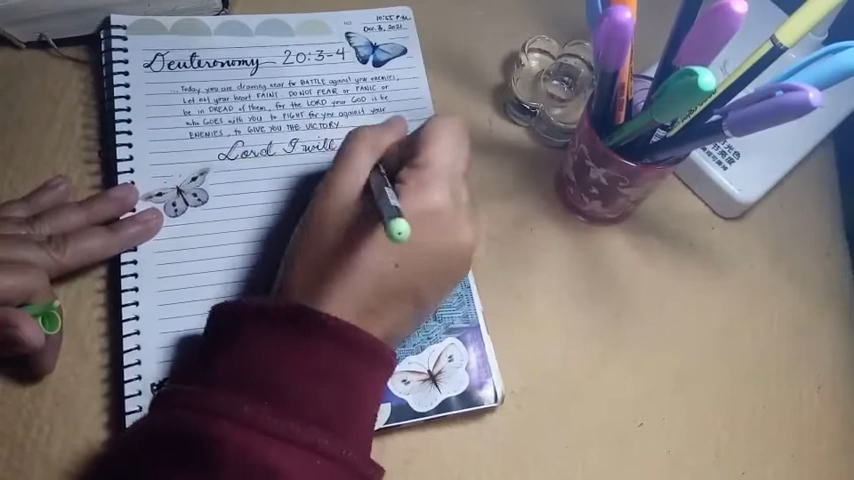 10:55 P.M.
Dec. 3, 2021
Deuteronomy 20:3-4
...Today you are drawing near for BATTLE against your ENEMIES.
Let not your heart FAINT. DO NOT FEAR or PANIC or
be in DREAD of them, for the LORD your GOD is he
WHO GOES WITH YOU TO FIGHT for you against your
ENEMIES, to GIVE YOU THE VICTORY.
Lord, I will